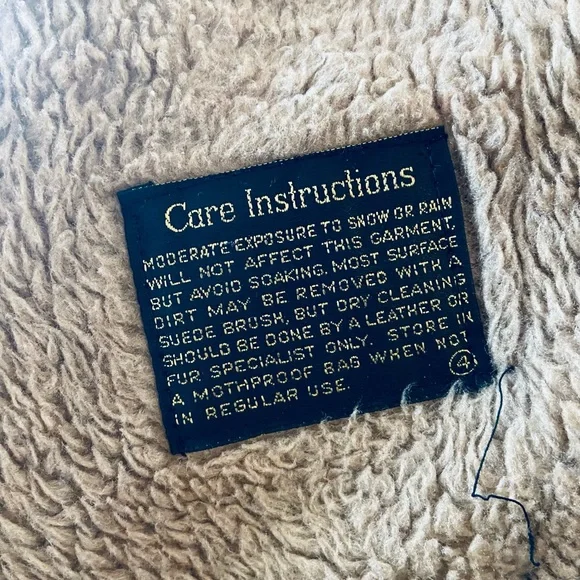 Care Instructions
MODERATE EXPOSURE TO SNOW OR RAIN
WILL NOT AFFECT THIS GARMENT,
BUT AVOID SOAKING. MOST SURFACE
DIRT MAY BE REMOVED WITH A
SUEDE BRUSH, BUT DRY CLEANING
SHOULD BE DONE BY A LEATHER OR
FUR SPECIALIST ONLY. STORE IN
A MOTHPROOF BAG WHEN NOT
IN REGULAR USE. 4